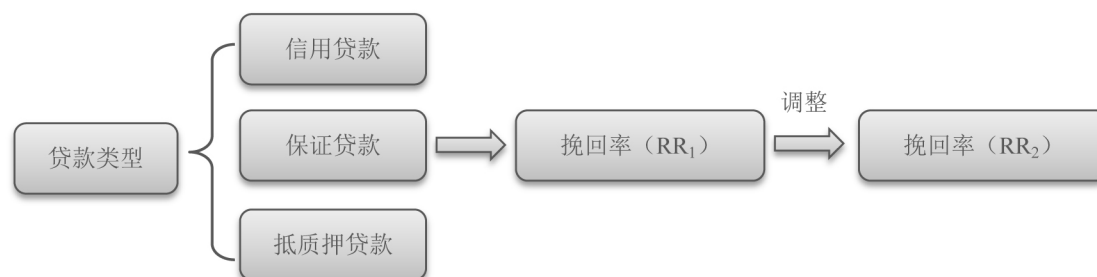 贷款类型
信用贷款
保证贷款
抵质押贷款
挽回率（RR₁）
调整
挽回率（RR₂）